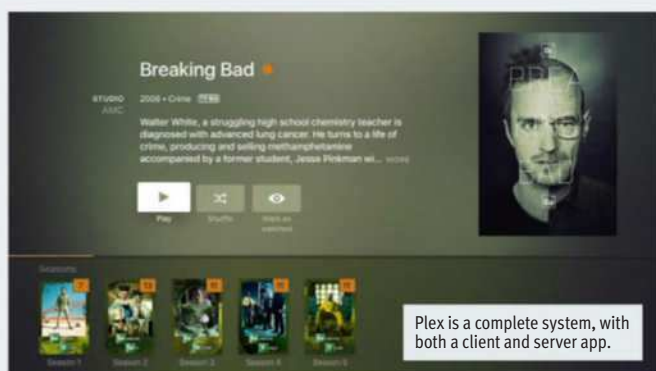 Breaking Bad
STUDIO
AMC
2008 • Crime
Walter White, a struggling high school chemistry teacher is
diagnosed with advanced lung cancer. He turns to a life of
crime, producing and selling methamphetamine
accompanied by a former student, Jesse Pinkman wi... MORE
Play
Shuffle
Mark as
watched
Seasons
7
13
Season 1
Season 2
Season 3
Season 4
Season 5
Plex is a complete system, with
both a client and server app.